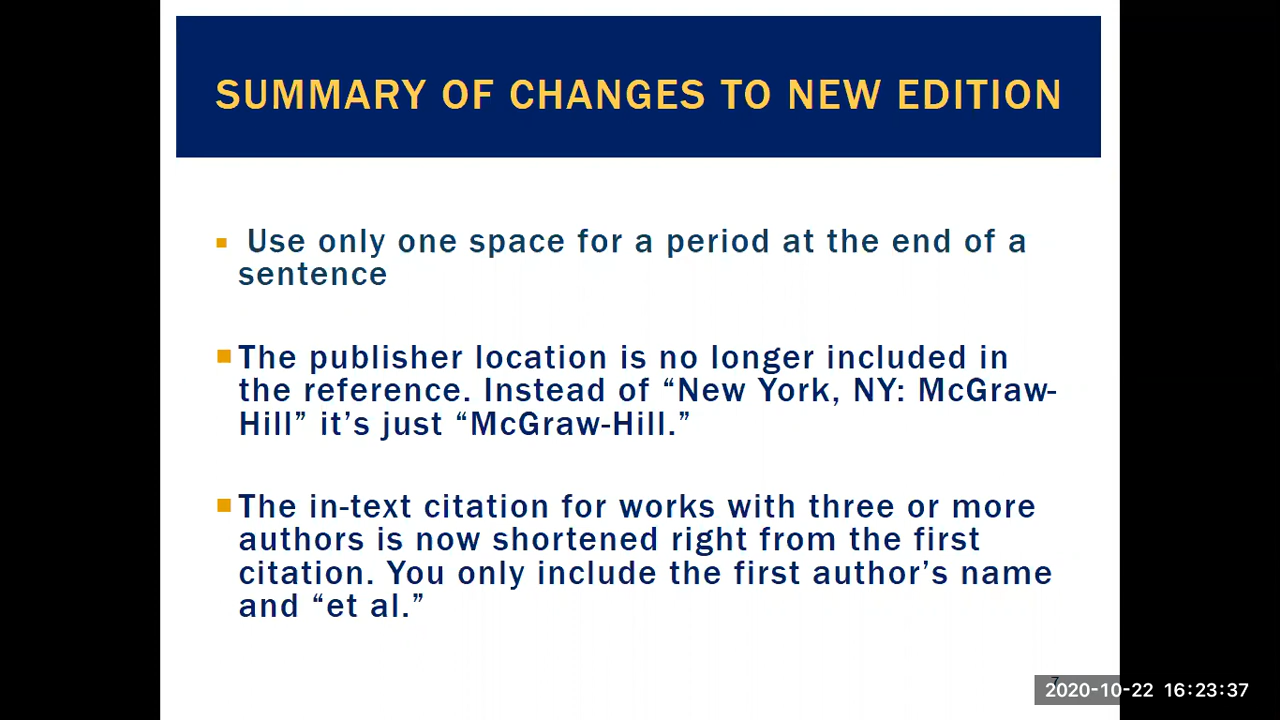 SUMMARY OF CHANGES TO NEW EDITION
Use only one space for a period at the end of a
sentence
The publisher location is no longer included in
the reference. Instead of “New York, NY: McGraw-
Hill” it’s just “McGraw-Hill.”
The in-text citation for works with three or more
authors is now shortened right from the first
citation. You only include the first author’s name
and “et al.”
7
2020-10-22 16:23:37